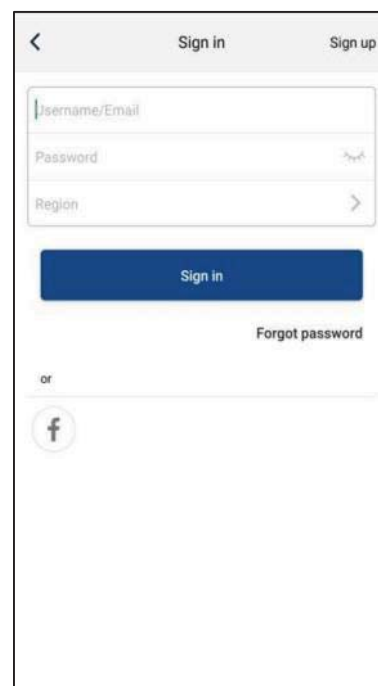 Sign in Sign up
Username/Email
Password
Region
Sign in
Forgot password
or
f